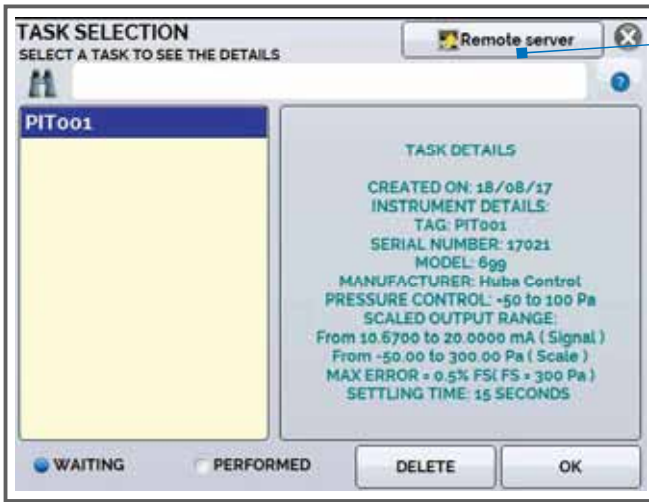 TASK SELECTION
SELECT A TASK TO SEE THE DETAILS
Remote server
?
PIT001
TASK DETAILS
CREATED ON: 18/08/17
INSTRUMENT DETAILS:
TAG: PIT001
SERIAL NUMBER: 17021
MODEL: 699
MANUFACTURER: Huba Control
PRESSURE CONTROL: -50 to 100 Pa
SCALED OUTPUT RANGE:
From 10.6700 to 20.0000 mA ( Signal )
From -50.00 to 300.00 Pa ( Scale )
MAX ERROR = 0.5% FS( FS = 300 Pa )
SETTLING TIME: 15 SECONDS
WAITING
PERFORMED
DELETE
OK